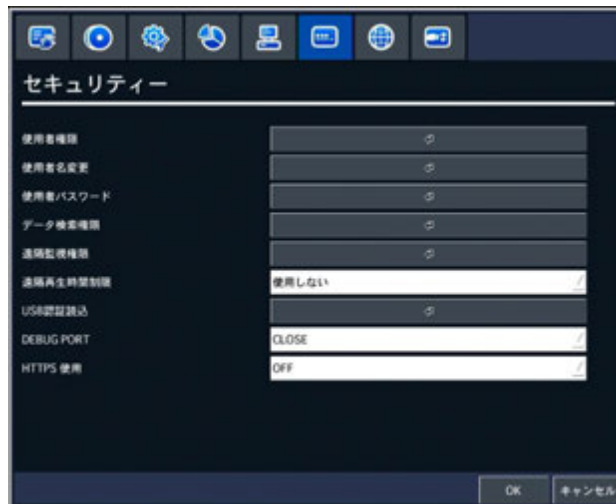 セキュリティー
使用者権限
使用者名変更
使用者パスワード
データ検索権限
遠隔監視権限
遠隔再生時間制限 使用しない
USB認証読込
DEBUG PORT CLOSE
HTTPS 使用 OFF
OK キャンセル